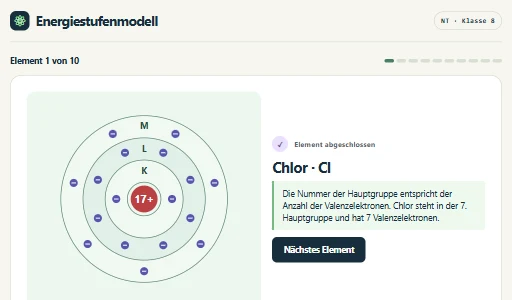 Energiestufenmodell
NT · Klasse 8
Element 1 von 10
M
L
K
17+
✓ Element abgeschlossen
Chlor · Cl
Die Nummer der Hauptgruppe entspricht der
Anzahl der Valenzelektronen. Chlor steht in der 7.
Hauptgruppe und hat 7 Valenzelektronen.
Nächstes Element